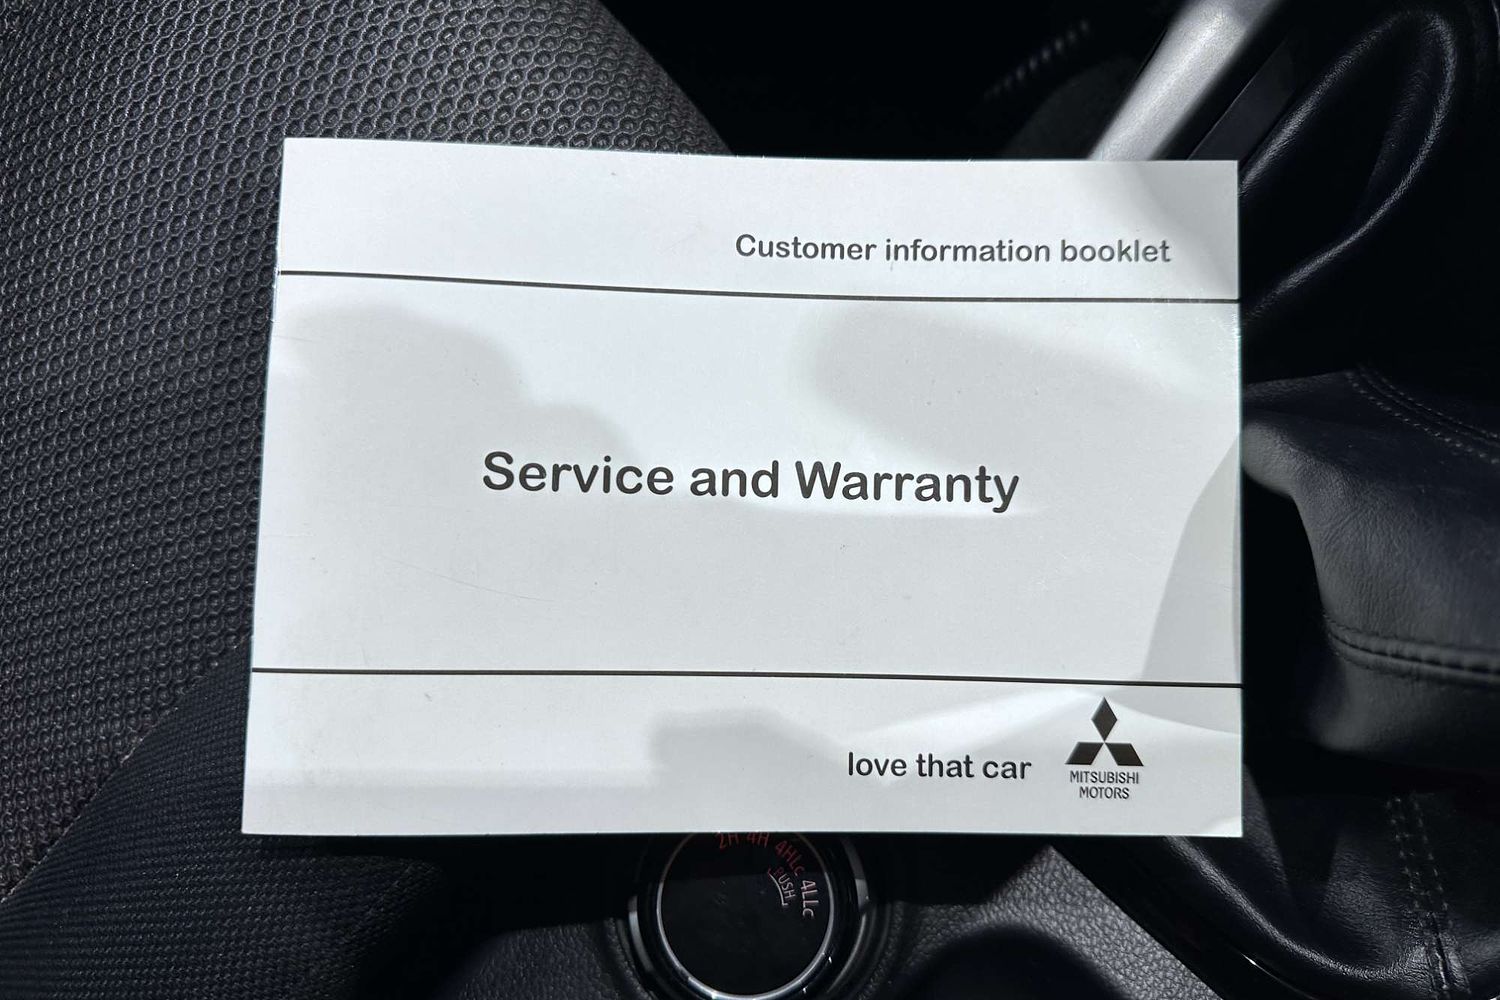 Customer information booklet
Service and Warranty
love that car
MITSUBISHI
MOTORS
2H 4H 4HLc 4LLc
PUSH